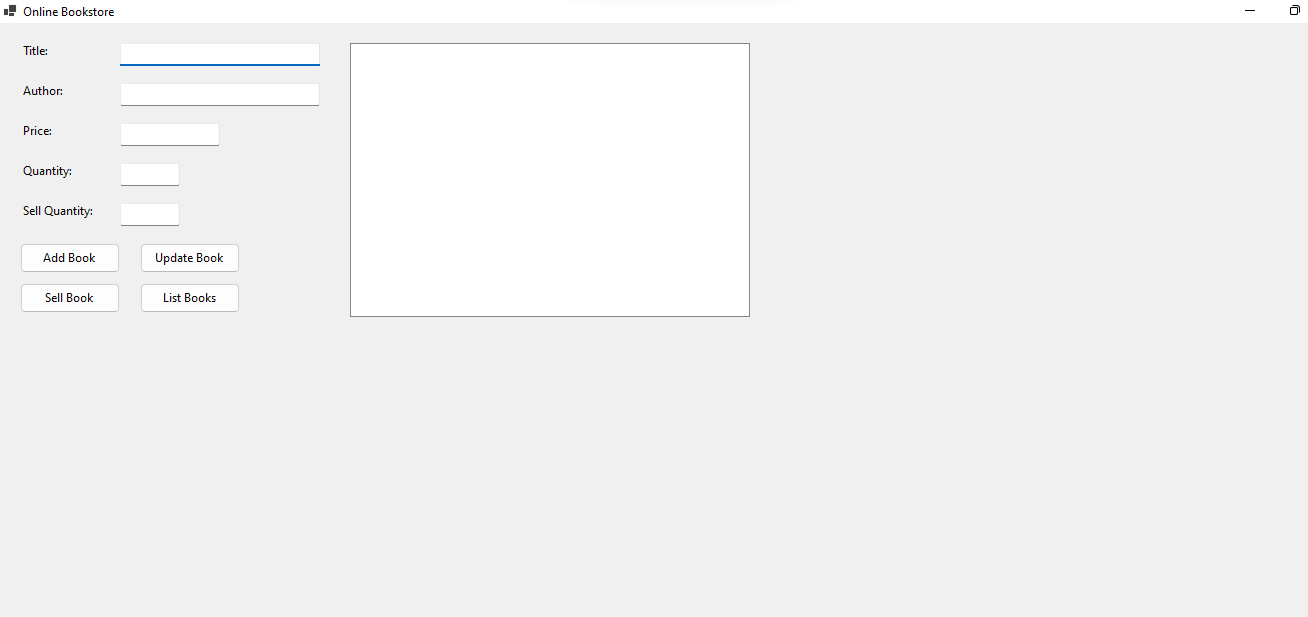 Online Bookstore
Title:
Author:
Price:
Quantity:
Sell Quantity:
Add Book Update Book
Sell Book List Books